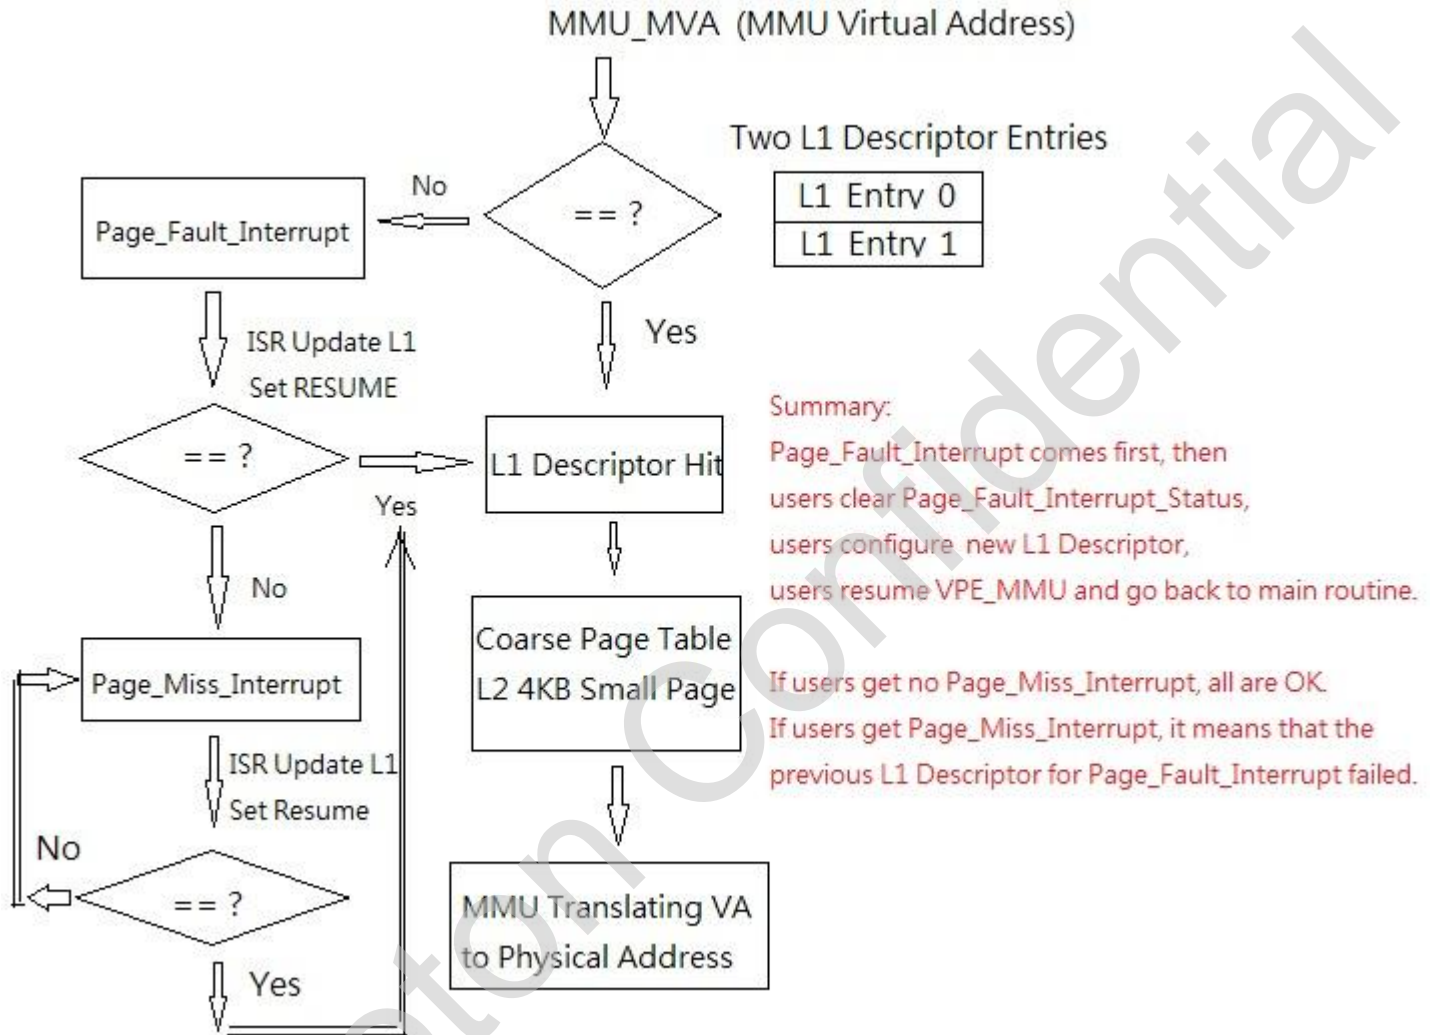 MMU_MVA (MMU Virtual Address)
Two L1 Descriptor Entries
L1 Entry 0
L1 Entry 1
== ?
No
Page_Fault_Interrupt
Yes
ISR Update L1
Set RESUME
== ?
Yes
L1 Descriptor Hit
No
Coarse Page Table
L2 4KB Small Page
Page_Miss_Interrupt
ISR Update L1
Set Resume
No
== ?
Yes
MMU Translating VA
to Physical Address
Summary:
Page_Fault_Interrupt comes first, then
users clear Page_Fault_Interrupt_Status,
users configure new L1 Descriptor,
users resume VPE_MMU and go back to main routine.
If users get no Page_Miss_Interrupt, all are OK.
If users get Page_Miss_Interrupt, it means that the
previous L1 Descriptor for Page_Fault_Interrupt failed.
Confidential